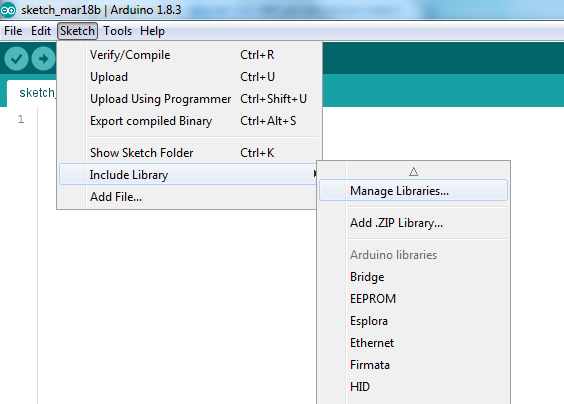 sketch_mar18b | Arduino 1.8.3
File Edit Sketch Tools Help
Verify/Compile Ctrl+R
Upload Ctrl+U
sketch_
Upload Using Programmer Ctrl+Shift+U
1
Export compiled Binary Ctrl+Alt+S
Show Sketch Folder Ctrl+K
Include Library
Add File...
Manage Libraries...
Add .ZIP Library...
Arduino libraries
Bridge
EEPROM
Esplora
Ethernet
Firmata
HID